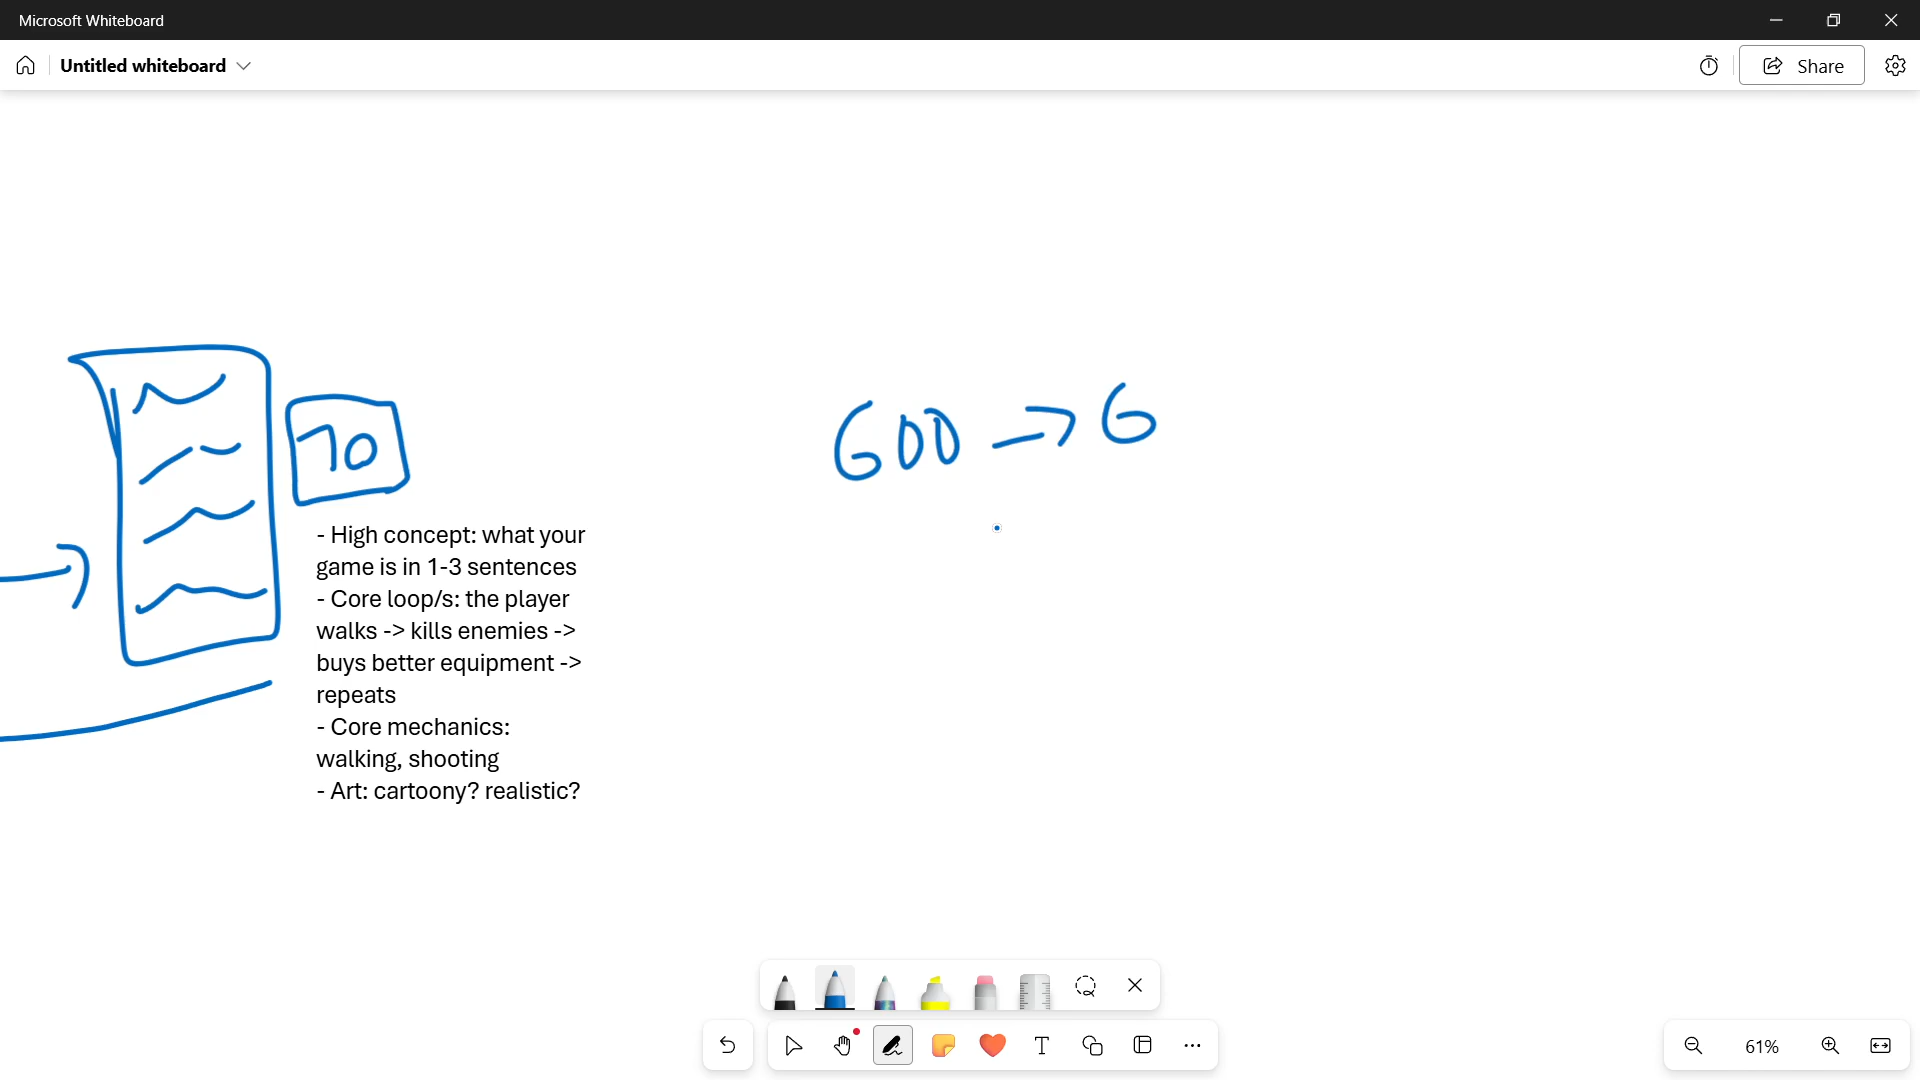 Microsoft Whiteboard
Untitled whiteboard
Share
70
600 -> 6
- High concept: what your
game is in 1-3 sentences
- Core loop/s: the player
walks -> kills enemies ->
buys better equipment ->
repeats
- Core mechanics:
walking, shooting
- Art: cartoony? realistic?
61%